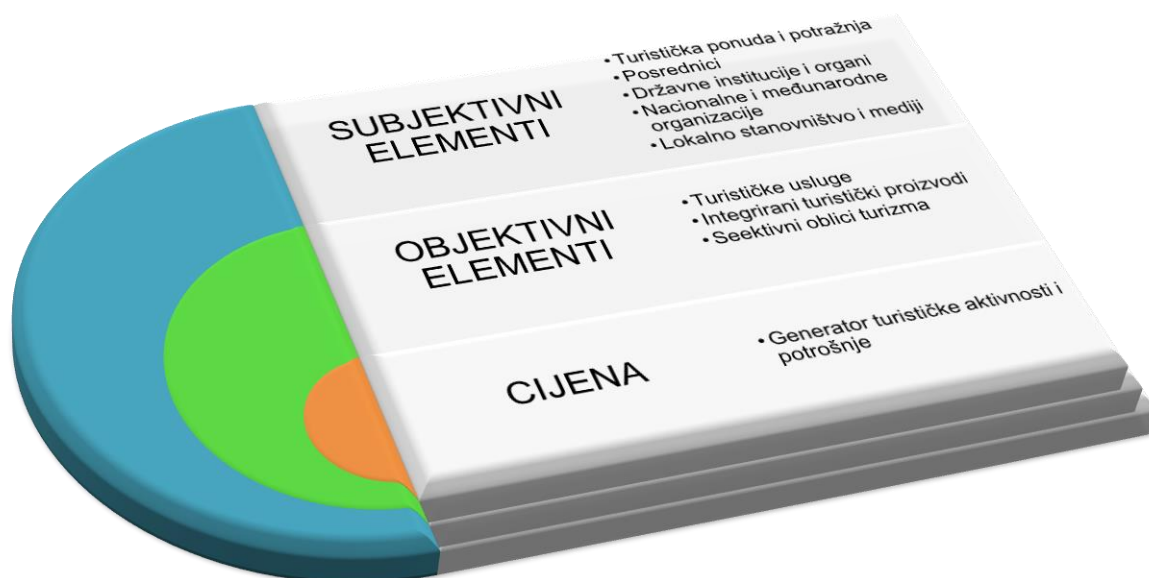 SUBJEKTIVNI
ELEMENTI
• Turistička ponuda i potražnja
• Posrednici
• Državne institucije i organi
• Nacionalne i međunarodne
organizacije
• Lokalno stanovništvo i mediji
OBJEKTIVNI
ELEMENTI
• Turističke usluge
• Integrirani turistički proizvodi
• Seektivni oblici turizma
CIJENA
• Generator turističke aktivnosti i
potrošnje